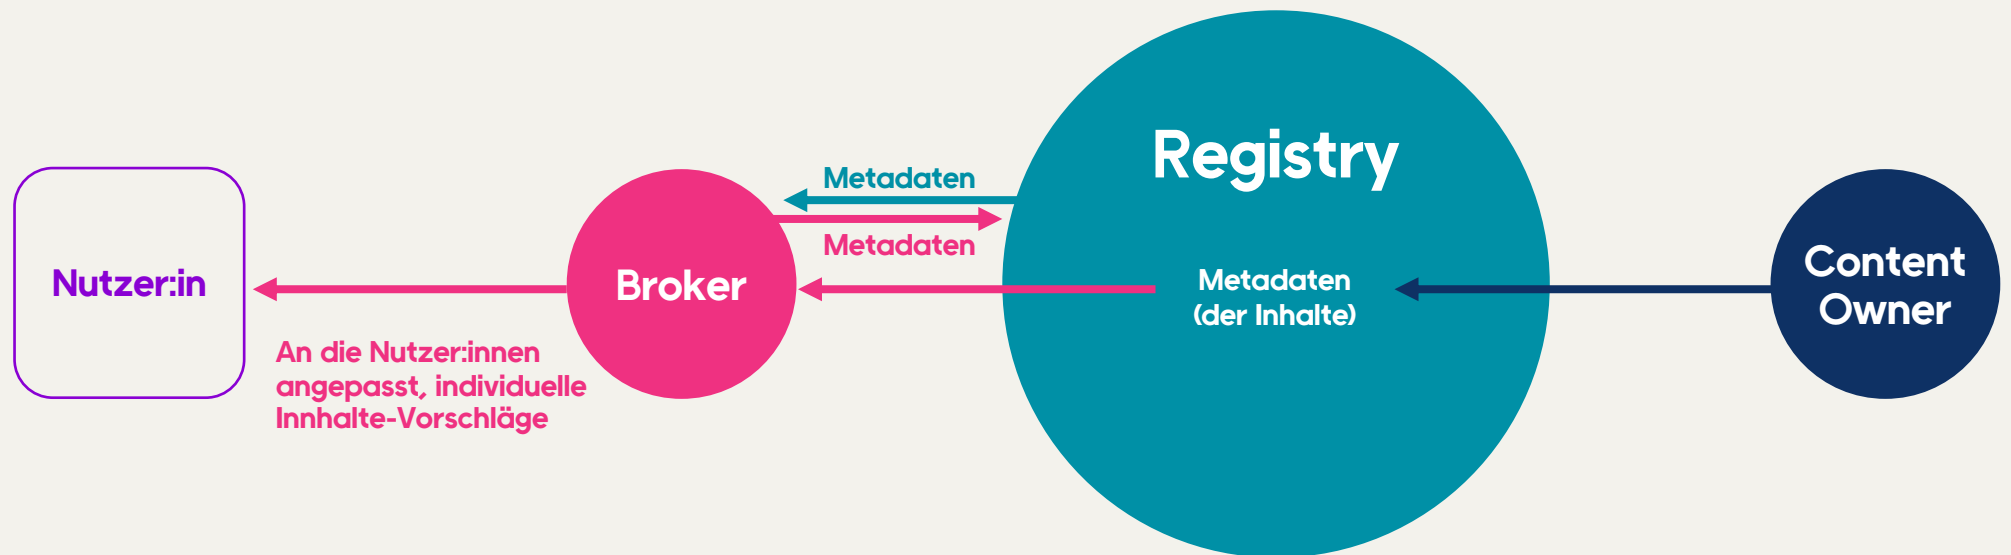 Nutzer:in
An die Nutzer:innen
angepasst, individuelle
Innhalte-Vorschläge
Broker
Metadaten
Metadaten
Registry
Metadaten
(der Inhalte)
Content
Owner